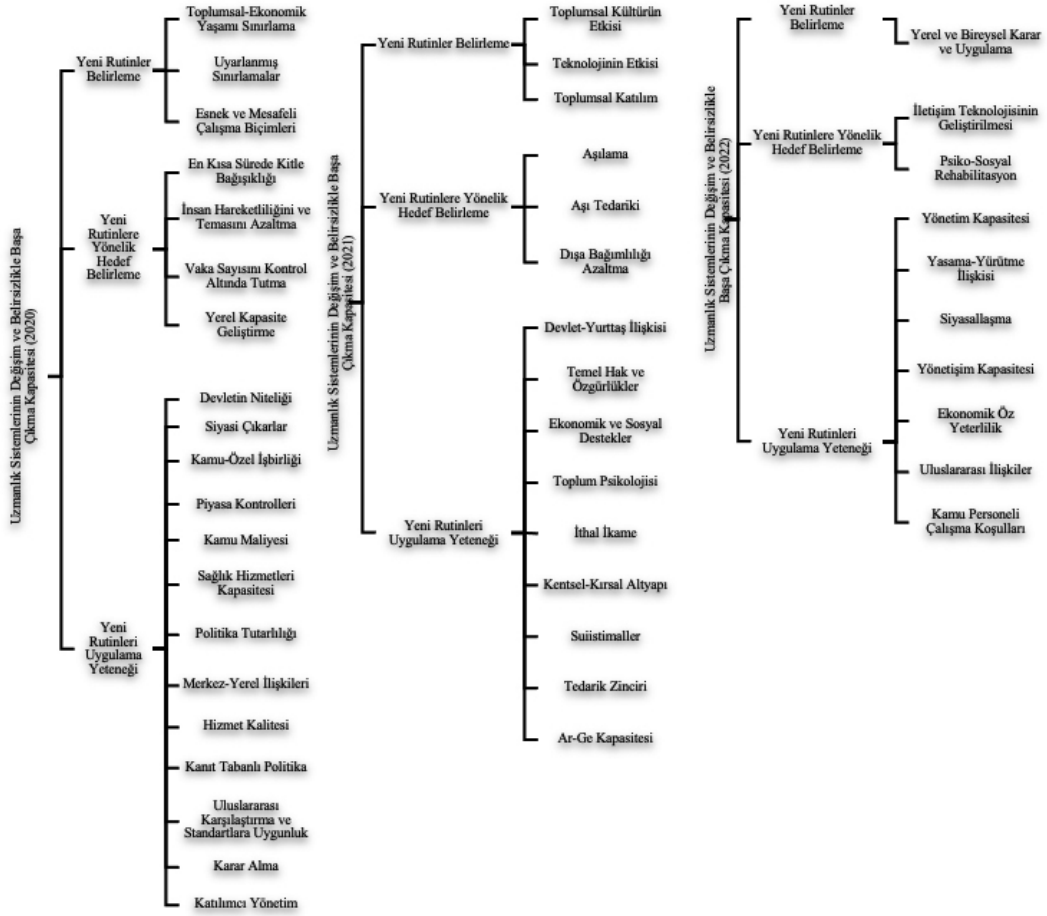 Uzmanlık Sistemlerinin Değişim ve Belirsizlikle Başa
Çıkma Kapasitesi (2020)
Yeni Rutinler
Belirleme
Toplumsal-Ekonomik
Yaşamı Sınırlama
Uyarlanmış
Sınırlamalar
Esnek ve Mesafeli
Çalışma Biçimleri
Yeni
Rutinlere
Yönelik
Hedef
Belirleme
En Kısa Sürede Kitle
Bağışıklığı
İnsan Hareketliliğini ve
Temasını Azaltma
Vaka Sayısını Kontrol
Altında Tutma
Yerel Kapasite
Geliştirme
Yeni
Rutinleri
Uygulama
Yeteneği
Devletin Niteliği
Siyasi Çıkarlar
Kamu-Özel İşbirliği
Piyasa Kontrolleri
Kamu Maliyesi
Sağlık Hizmetleri
Kapasitesi
Politika Tutarlılığı
Merkez-Yerel İlişkileri
Hizmet Kalitesi
Kanıt Tabanlı Politika
Uluslararası
Karşılaştırma ve
Standartlara Uygunluk
Karar Alma
Katılımcı Yönetim
Uzmanlık Sistemlerinin Değişim ve Belirsizlikle Başa
Çıkma Kapasitesi (2021)
Yeni Rutinler Belirleme
Toplumsal Kültürün
Etkisi
Teknolojinin Etkisi
Toplumsal Katılım
Yeni Rutinlere Yönelik
Hedef Belirleme
Aşılama
Aşı Tedariki
Dışa Bağımlılığı
Azaltma
Yeni Rutinleri
Uygulama Yeteneği
Devlet-Yurttaş İlişkisi
Temel Hak ve
Özgürlükler
Ekonomik ve Sosyal
Destekler
Toplum Psikolojisi
İthal İkame
Kentsel-Kırsal Altyapı
Suiistimaller
Tedarik Zinciri
Ar-Ge Kapasitesi
Uzmanlık Sistemlerinin Değişim ve Belirsizlikle
Başa Çıkma Kapasitesi (2022)
Yeni Rutinler
Belirleme
Yerel ve Bireysel Karar
ve Uygulama
Yeni Rutinlere Yönelik
Hedef Belirleme
İletişim Teknolojisinin
Geliştirilmesi
Psiko-Sosyal
Rehabilitasyon
Yeni Rutinleri
Uygulama Yeteneği
Yönetim Kapasitesi
Yasama-Yürütme
İlişkisi
Siyasallaşma
Yönetişim Kapasitesi
Ekonomik Öz
Yeterlilik
Uluslararası İlişkiler
Kamu Personeli
Çalışma Koşulları